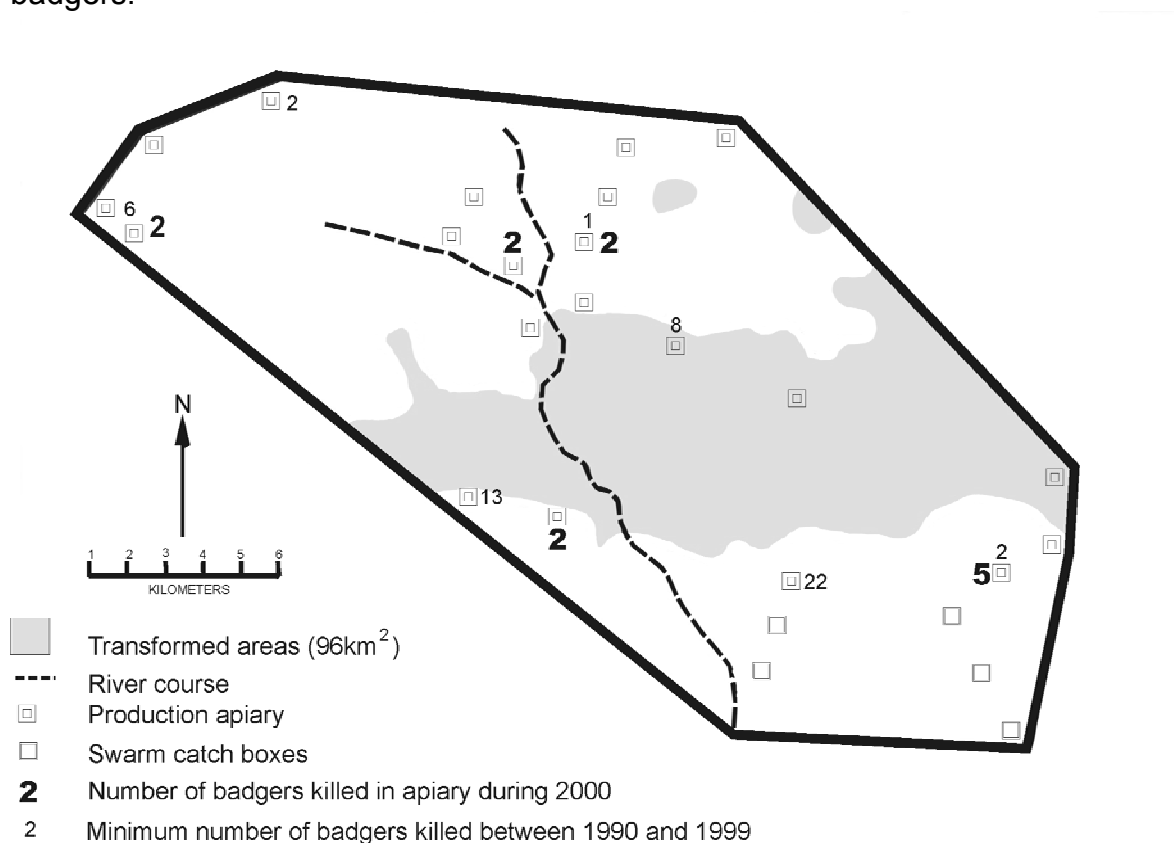 badgers.
2
6
2
1
2
2
8
N
13
2
1 2 3 4 5 6
KILOMETERS
2
5
22
Transformed areas (96km2)
River course
Production apiary
Swarm catch boxes
2 Number of badgers killed in apiary during 2000
2 Minimum number of badgers killed between 1990 and 1999